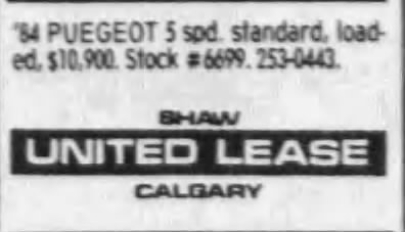 '84 PUEGEOT 5 spd. standard, load-
ed, $10,900. Stock #6699. 253-0443.
SHAW
UNITED LEASE
CALGARY